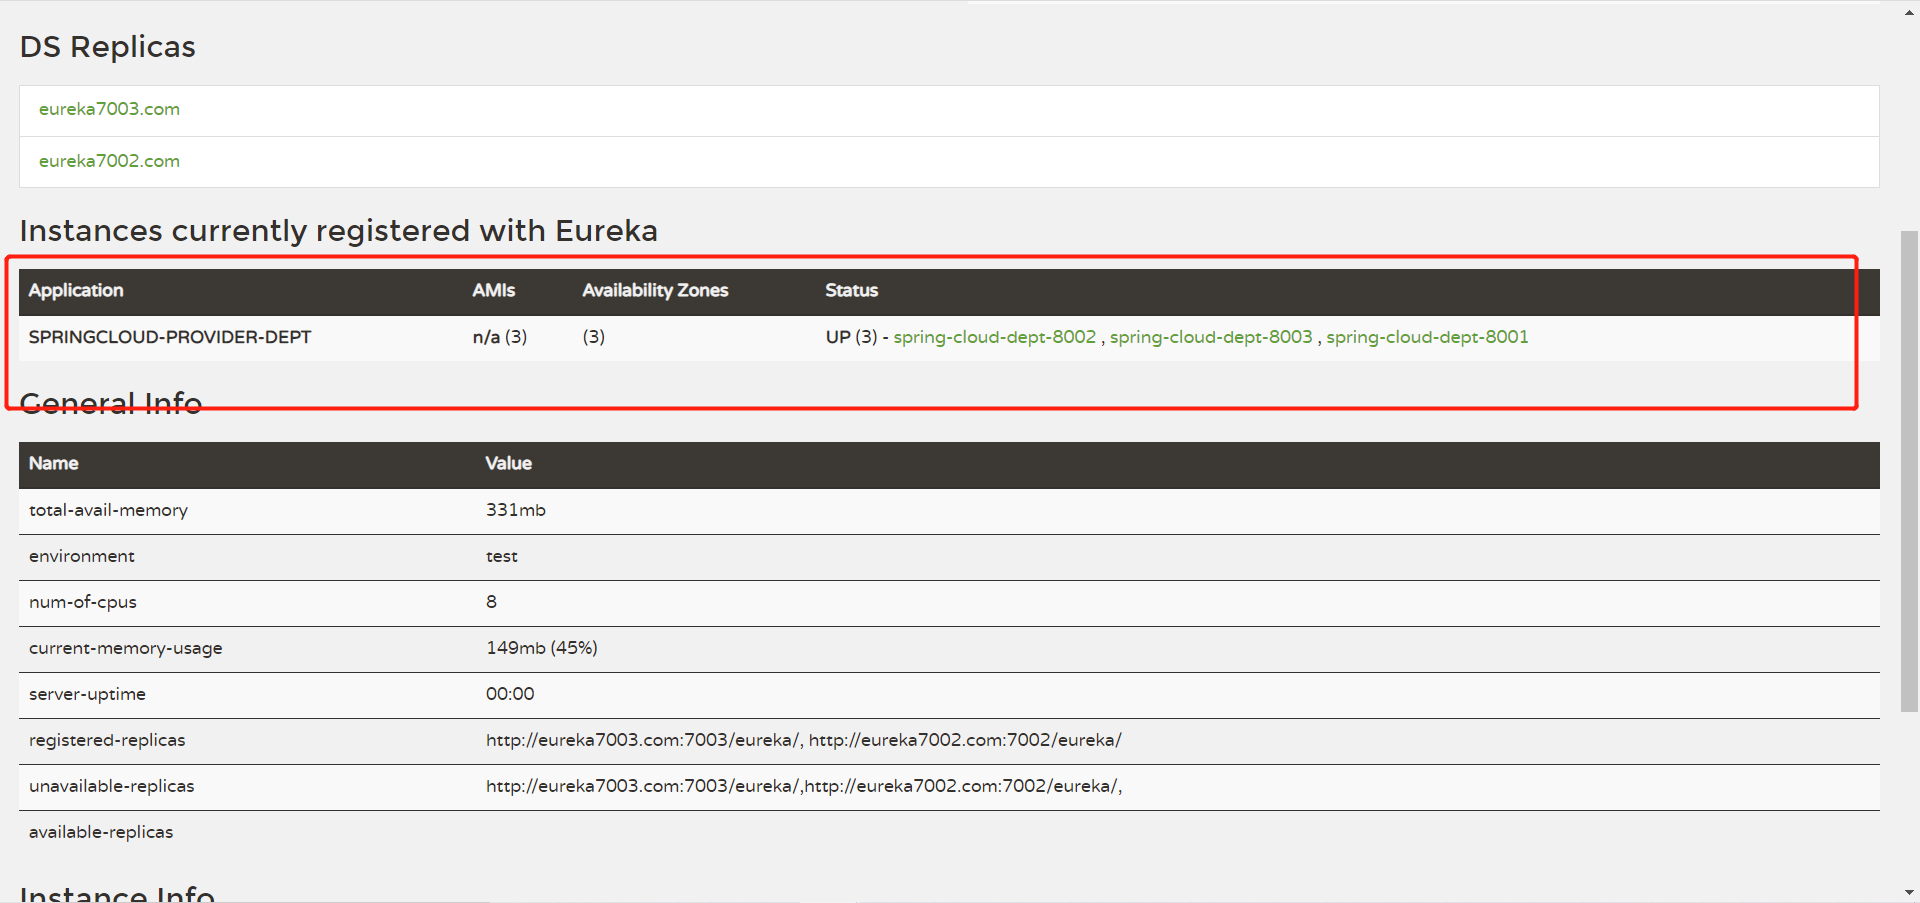 DS Replicas
eureka7003.com
eureka7002.com
Instances currently registered with Eureka
Application AMIs Availability Zones Status
SPRINGCLOUD-PROVIDER-DEPT n/a (3) (3) UP (3) - spring-cloud-dept-8002 , spring-cloud-dept-8003 , spring-cloud-dept-8001
General Info
Name Value
total-avail-memory 331mb
environment test
num-of-cpus 8
current-memory-usage 149mb (45%)
server-uptime 00:00
registered-replicas http://eureka7003.com:7003/eureka/, http://eureka7002.com:7002/eureka/
unavailable-replicas http://eureka7003.com:7003/eureka/,http://eureka7002.com:7002/eureka/,
available-replicas
Instance Info